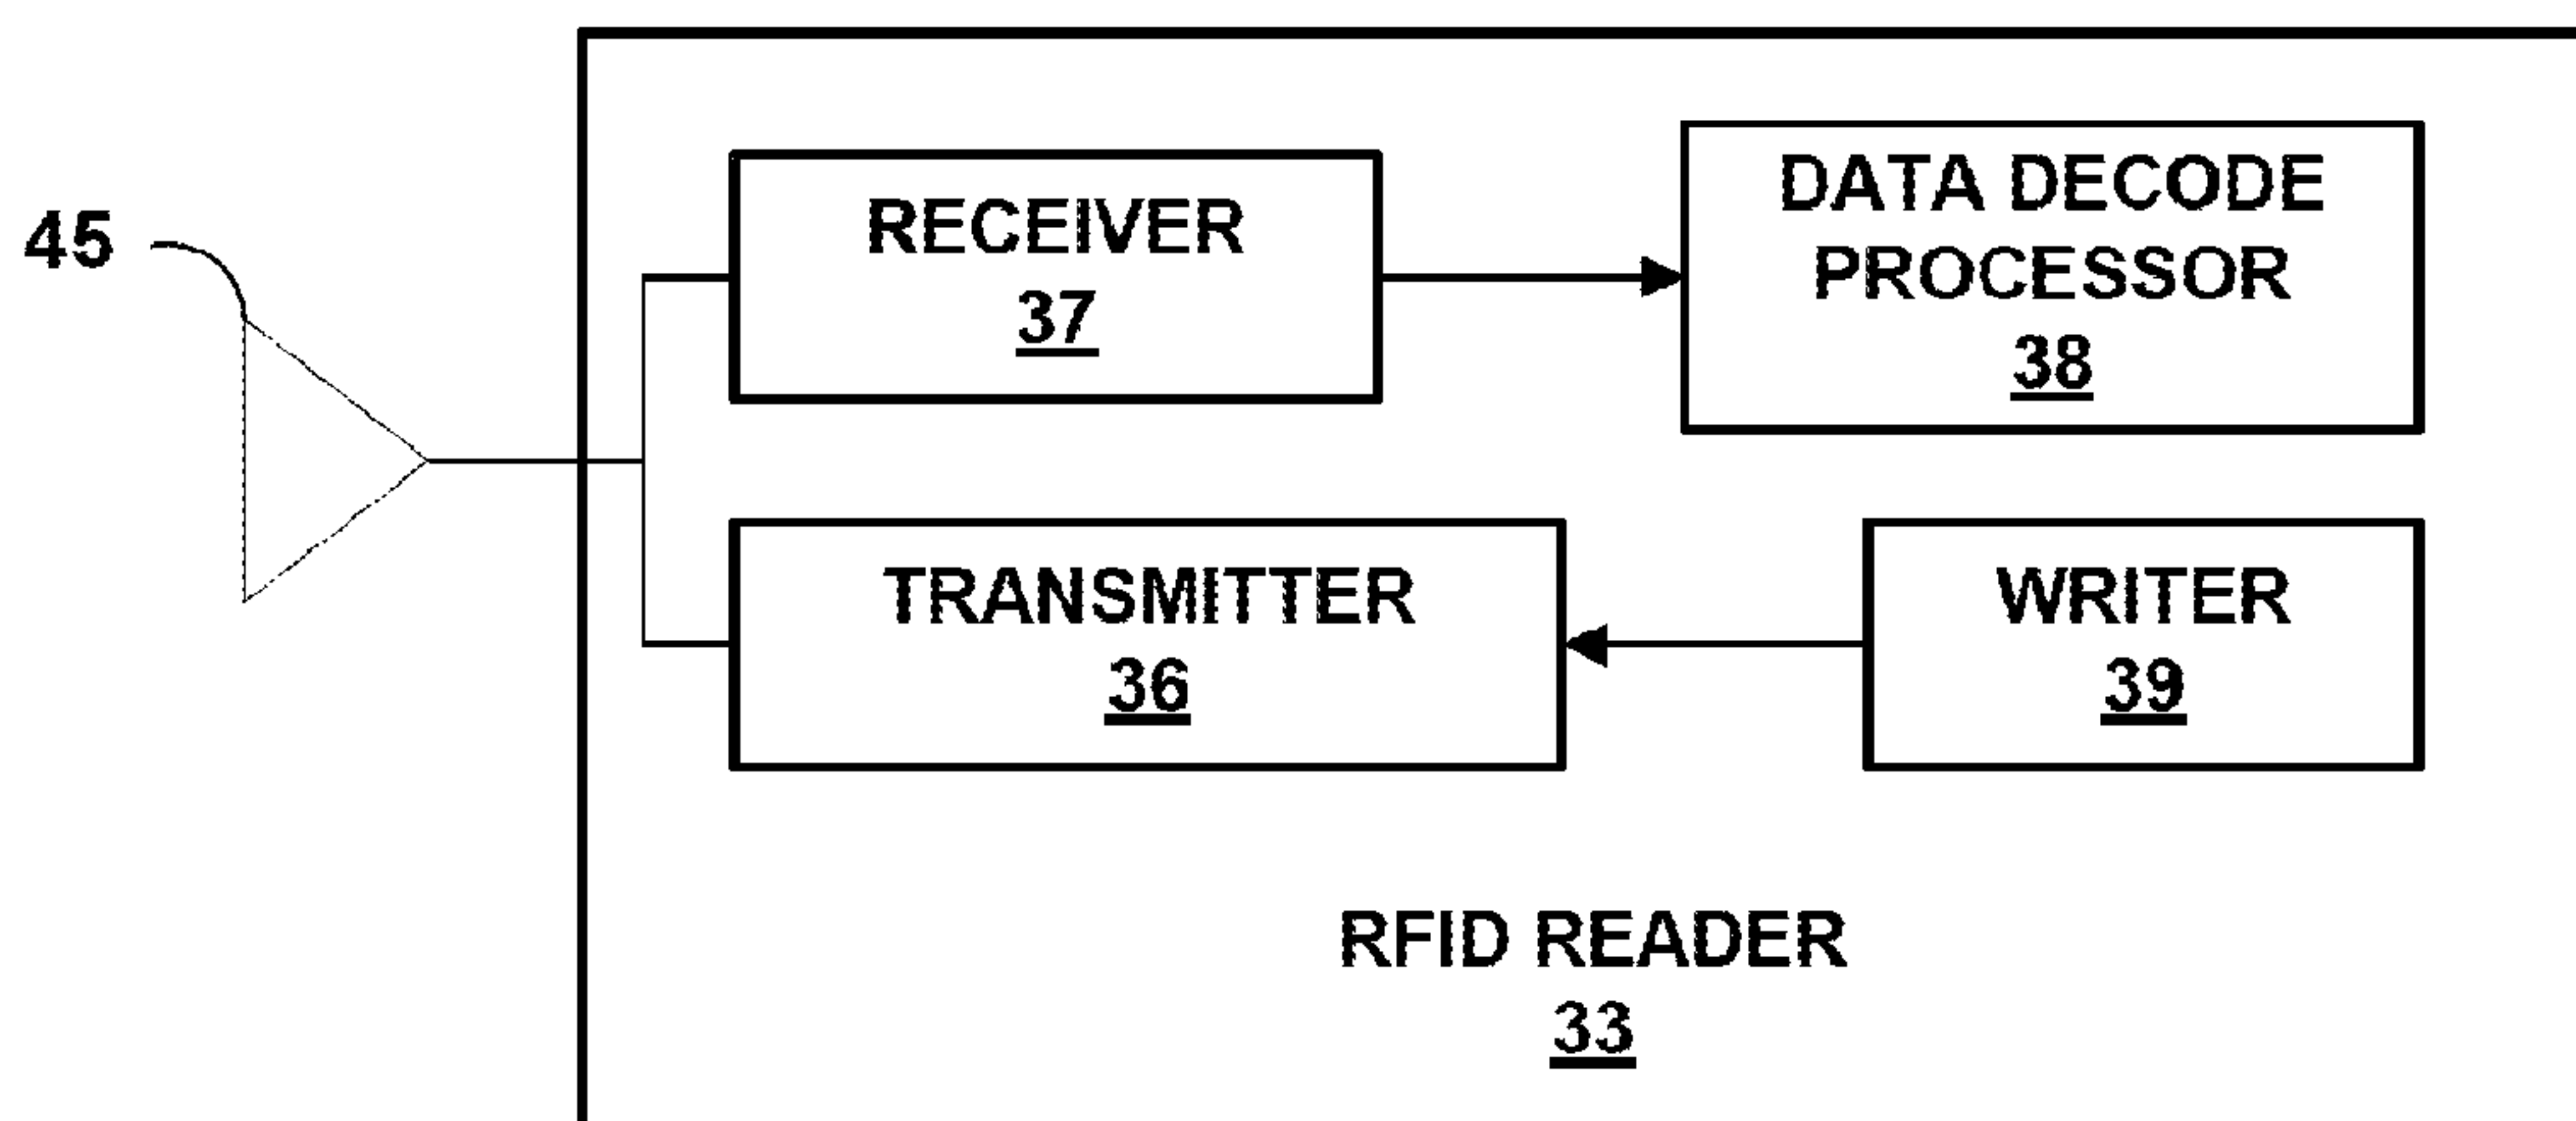 45
RECEIVER
37
DATA DECODE
PROCESSOR
38
TRANSMITTER
36
WRITER
39
RFID READER
33